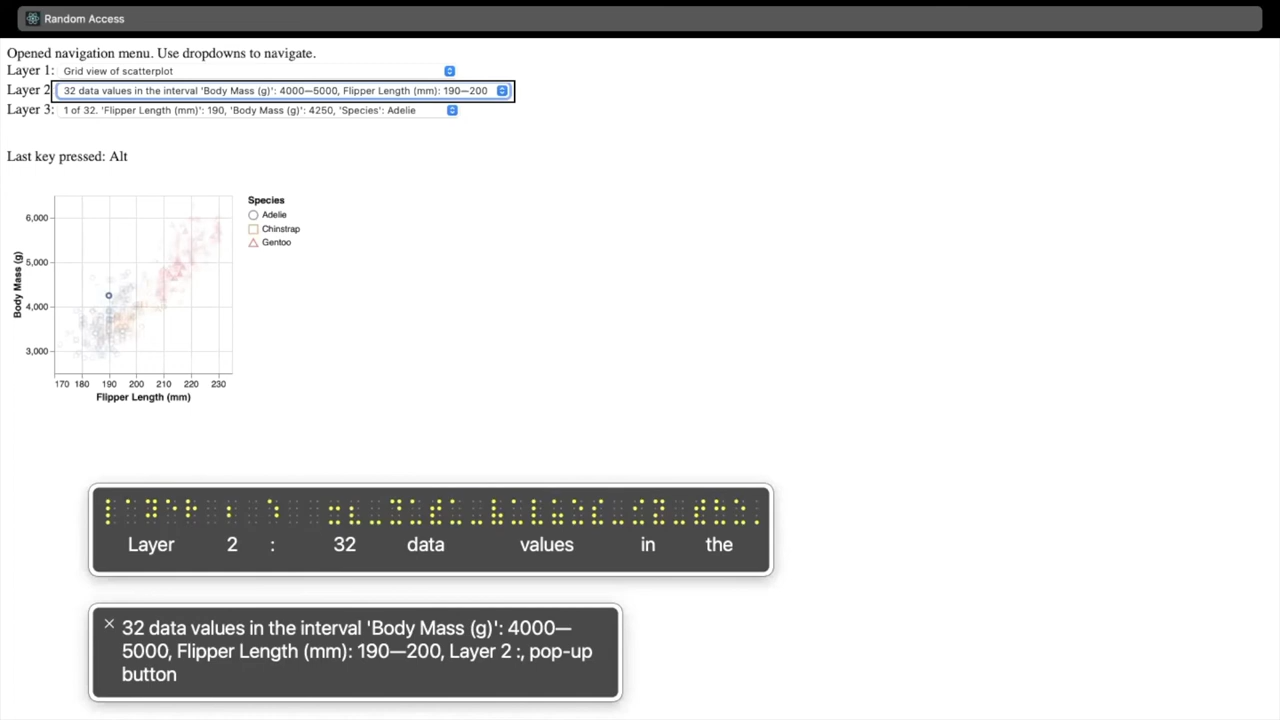 Random Access
Opened navigation menu. Use dropdowns to navigate.
Layer 1: Grid view of scatterplot
Layer 2 32 data values in the interval 'Body Mass (g)': 4000—5000, Flipper Length (mm): 190—200
Layer 3: 1 of 32. 'Flipper Length (mm)': 190, 'Body Mass (g)': 4250, 'Species': Adelie
Last key pressed: Alt
Species
Adelie
Chinstrap
Gentoo
6,000
5,000
4,000
3,000
Body Mass (g)
170 180 190 200 210 220 230
Flipper Length (mm)
Layer 2 : 32 data values in the
32 data values in the interval 'Body Mass (g)': 4000—
5000, Flipper Length (mm): 190—200, Layer 2 :, pop-up
button